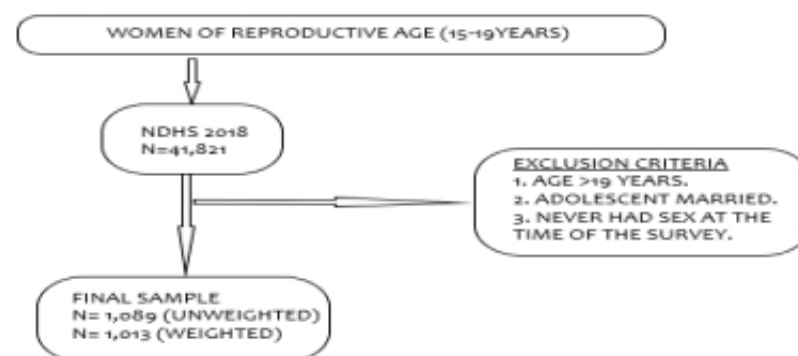 WOMEN OF REPRODUCTIVE AGE (15-19YEARS)
NDHS 2018
N=41,821
EXCLUSION CRITERIA
1. AGE >19 YEARS.
2. ADOLESCENT MARRIED.
3. NEVER HAD SEX AT THE
TIME OF THE SURVEY.
FINAL SAMPLE
N= 1,089 (UNWEIGHTED)
N= 1,013 (WEIGHTED)